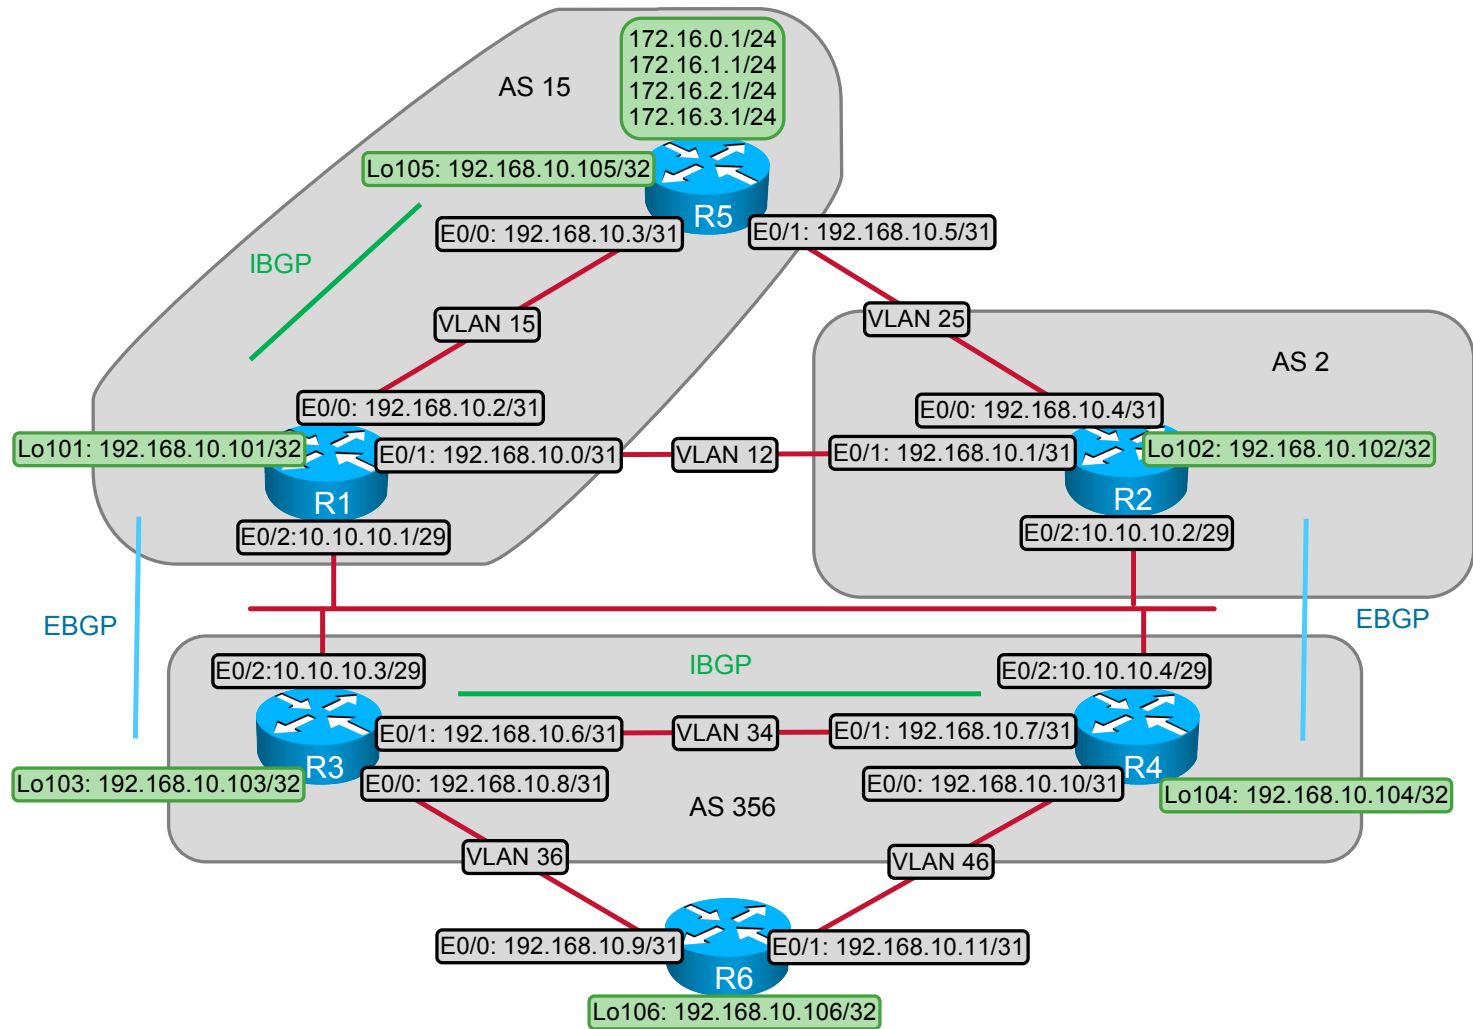 172.16.0.1/24
172.16.1.1/24
172.16.2.1/24
172.16.3.1/24
AS 15
Lo105: 192.168.10.105/32
R5
E0/0: 192.168.10.3/31
E0/1: 192.168.10.5/31
IBGP
VLAN 15
VLAN 25
AS 2
E0/0: 192.168.10.2/31
E0/0: 192.168.10.4/31
Lo101: 192.168.10.101/32
E0/1: 192.168.10.0/31
VLAN 12
E0/1: 192.168.10.1/31
Lo102: 192.168.10.102/32
R1
R2
E0/2:10.10.10.1/29
E0/2:10.10.10.2/29
EBGP
EBGP
E0/2:10.10.10.3/29
IBGP
E0/2:10.10.10.4/29
E0/1: 192.168.10.6/31
VLAN 34
E0/1: 192.168.10.7/31
R3
R4
Lo103: 192.168.10.103/32
E0/0: 192.168.10.8/31
E0/0: 192.168.10.10/31
Lo104: 192.168.10.104/32
AS 356
VLAN 36
VLAN 46
E0/0: 192.168.10.9/31
E0/1: 192.168.10.11/31
R6
Lo106: 192.168.10.106/32